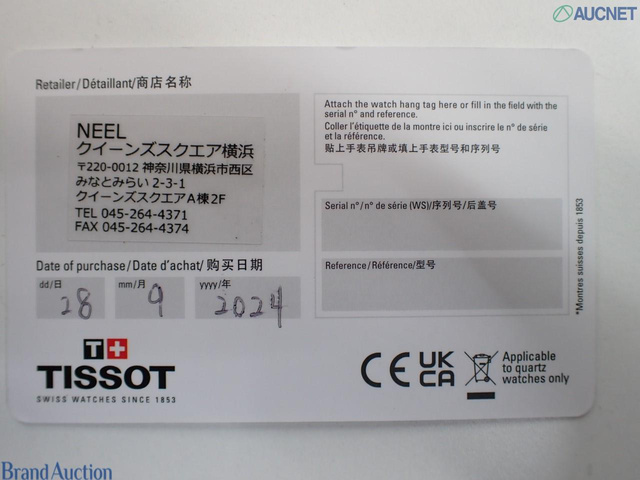 AUCNET
Retailer/Détaillant/商店名称
NEEL
クイーンズスクエア横浜
〒220-0012 神奈川県横浜市西区
みなとみらい 2-3-1
クイーンズスクエアA棟2F
TEL 045-264-4371
FAX 045-264-4374
Date of purchase/Date d'achat/购买日期
dd/日 mm/月 yyyy/年
28 9 2024
T+
TISSOT
SWISS WATCHES SINCE 1853
Attach the watch hang tag here or fill in the field with the
serial n° and reference.
Coller l'étiquette de la montre ici ou inscrire le n° de série
et la référence.
贴上手表吊牌或填上手表型号和序列号
Serial n°/n° de série (WS)/序列号/后盖号
Reference/Référence/型号
*Montres suisses depuis 1853
CE UK
CA
Applicable
to quartz
watches only
Brand Auction